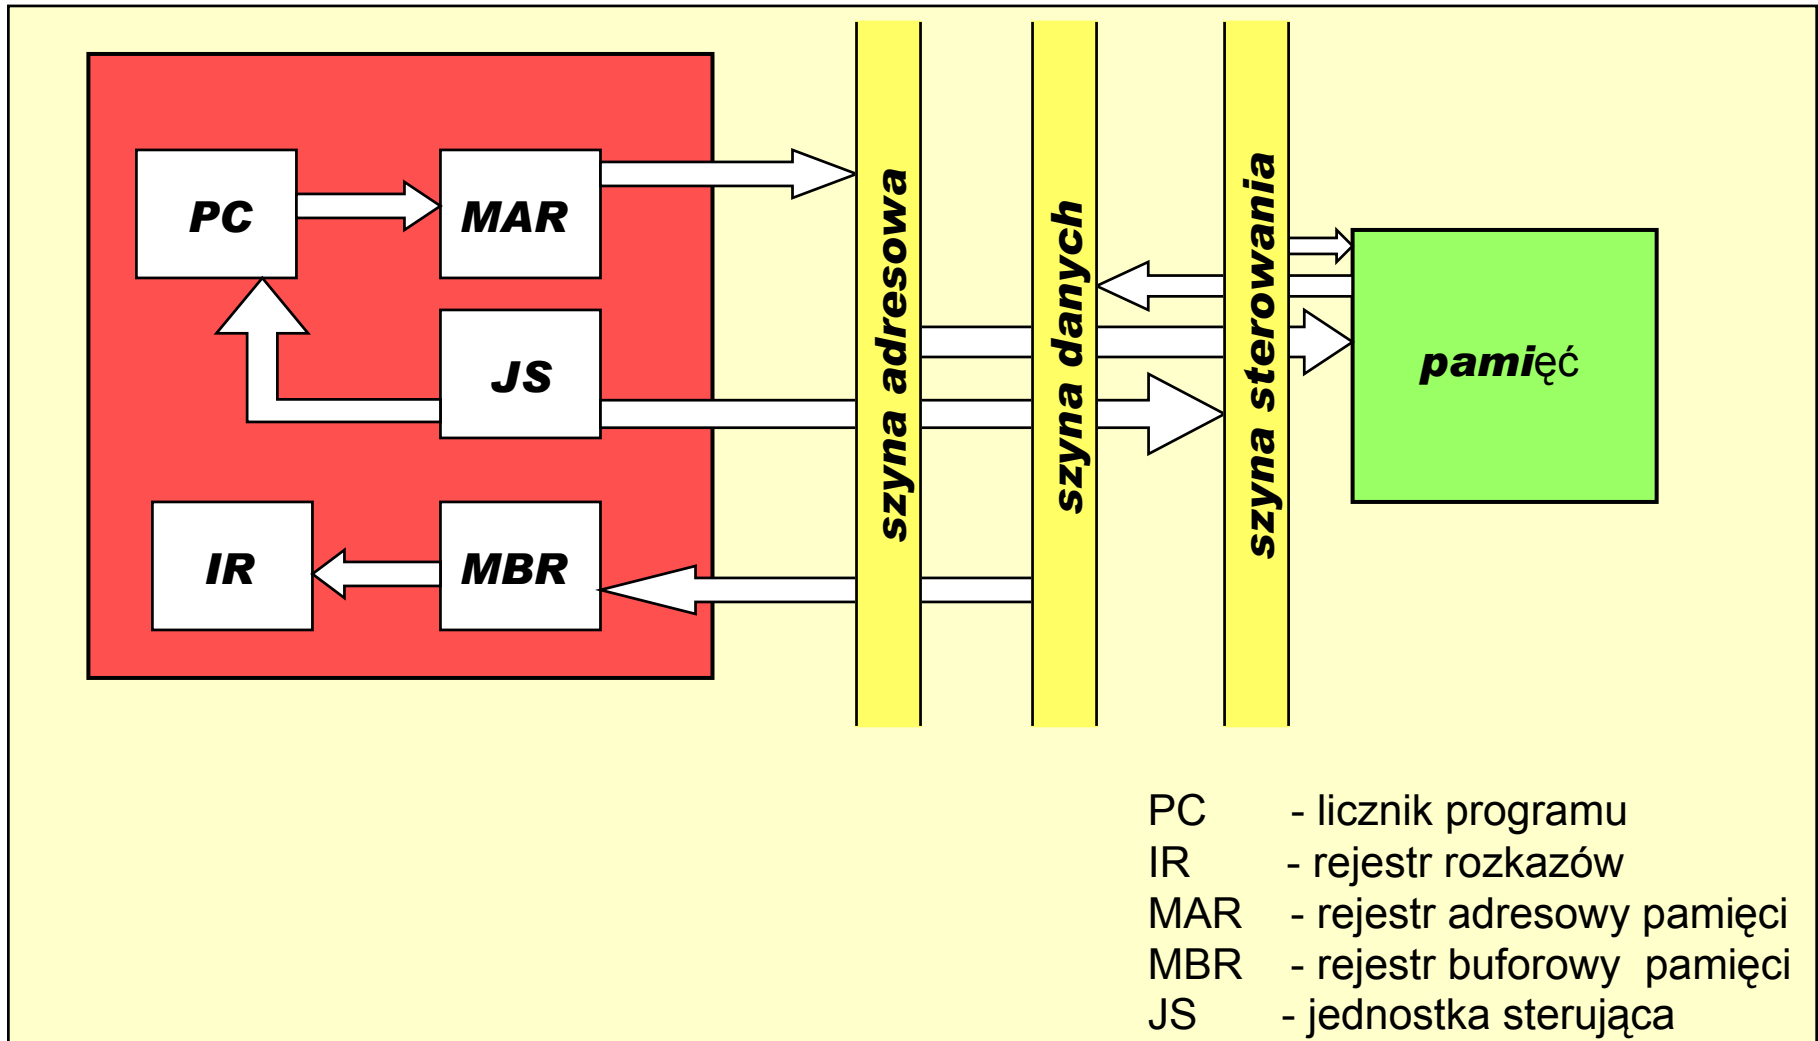 PC
MAR
JS
IR
MBR
szyna adresowa
szyna danych
szyna sterowania
pamięć
PC - licznik programu
IR - rejestr rozkazów
MAR - rejestr adresowy pamięci
MBR - rejestr buforowy pamięci
JS - jednostka sterująca